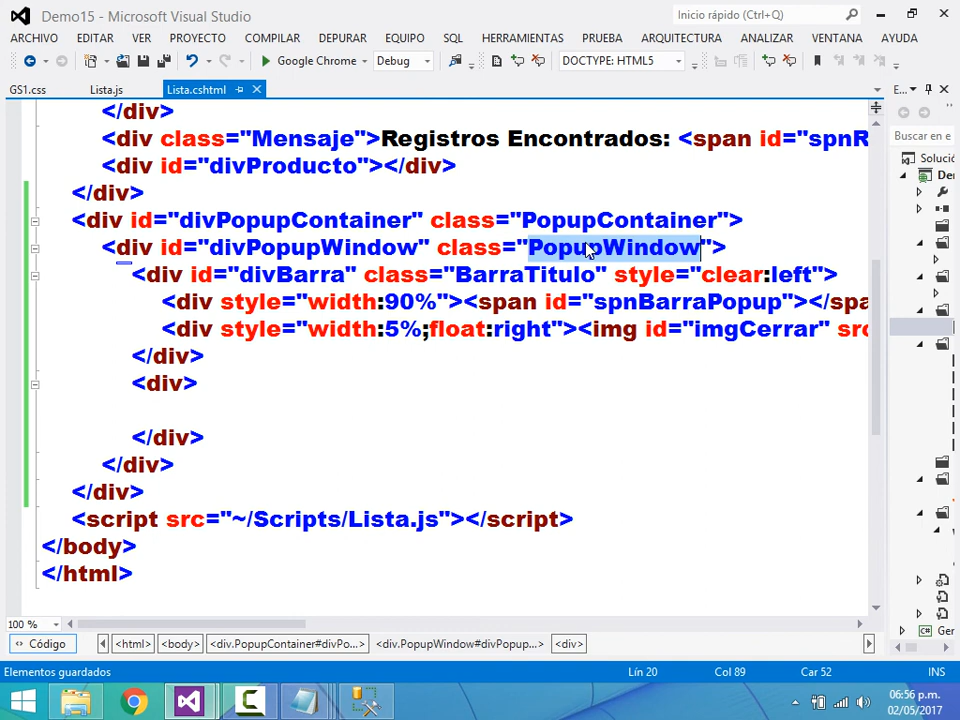 Demo15 - Microsoft Visual Studio
Inicio rápido (Ctrl+Q)
ARCHIVO EDITAR VER PROYECTO COMPILAR DEPURAR EQUIPO SQL HERRAMIENTAS PRUEBA ARQUITECTURA ANALIZAR VENTANA AYUDA
Google Chrome Debug DOCTYPE: HTML5
GS1.css Lista.js Lista.cshtml E...
Buscar en e
Solució
De
</div>
<div class="Mensaje">Registros Encontrados: <span id="spnR
<div id="divProducto"></div>
</div>
<div id="divPopupContainer" class="PopupContainer">
<div id="divPopupWindow" class="PopupWindow">
<div id="divBarra" class="BarraTitulo" style="clear:left">
<div style="width:90%"><span id="spnBarraPopup"></spa
<div style="width:5%;float:right"><img id="imgCerrar" src
</div>
<div>
</div>
</div>
</div>
<script src="~/Scripts/Lista.js"></script>
</body>
</html>
100 %
Ger
Código <html> <body> <div.PopupContainer#divPo...> <div.PopupWindow#divPopup...> <div>
Elementos guardados Lín 20 Col 89 Car 52 INS
06:56 p.m.
02/05/2017